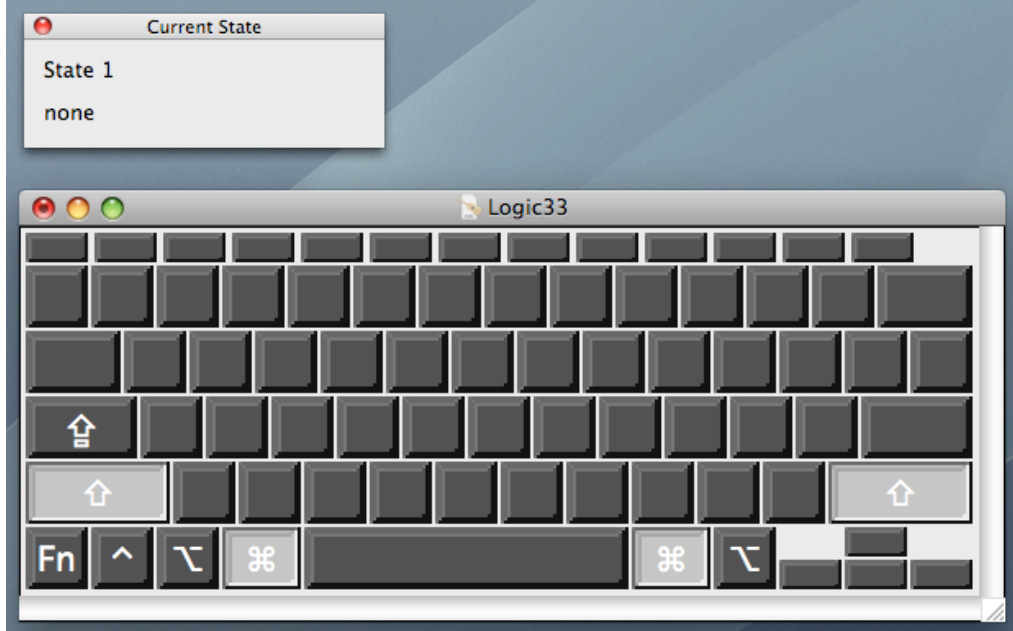 Current State
State 1
none
Logic33
⇪
⇧ ⇧
Fn ^ ⌥ ⌘ ⌘ ⌥